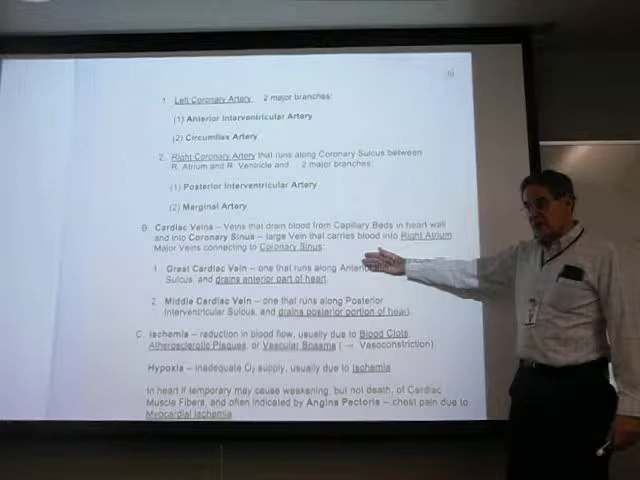 1. Left Coronary Artery 2 major branches:
(1) Anterior Interventricular Artery
(2) Circumflex Artery
2. Right Coronary Artery that runs along Coronary Sulcus between
R. Atrium and R. Ventricle and 2 major branches:
(1) Posterior Interventricular Artery
(2) Marginal Artery
B. Cardiac Veins – Veins that drain blood from Capillary Beds in heart wall
and into Coronary Sinus – large Vein that carries blood into Right Atrium
Major Veins connecting to Coronary Sinus:
1. Great Cardiac Vein – one that runs along Anterior
Sulcus, and drains anterior part of heart
2. Middle Cardiac Vein – one that runs along Posterior
Interventricular Sulcus, and drains posterior portion of heart
C. Ischemia – reduction in blood flow, usually due to Blood Clots,
Atherosclerotic Plaques, or Vascular Spasms (→ Vasoconstriction)
Hypoxia – inadequate O₂ supply, usually due to Ischemia
In heart if temporary may cause weakening, but not death, of Cardiac
Muscle Fibers, and often indicated by Angina Pectoris – chest pain due to
Myocardial Ischemia